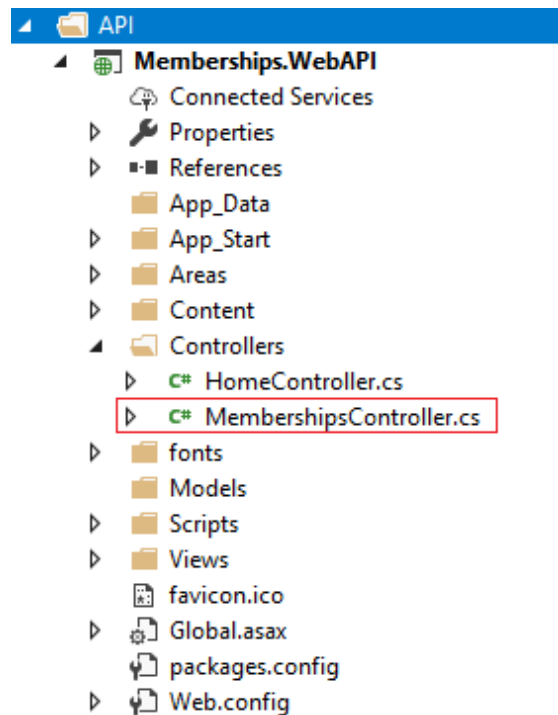 API
Memberships.WebAPI
Connected Services
Properties
References
App_Data
App_Start
Areas
Content
Controllers
C# HomeController.cs
C# MembershipsController.cs
fonts
Models
Scripts
Views
favicon.ico
Global.asax
packages.config
Web.config